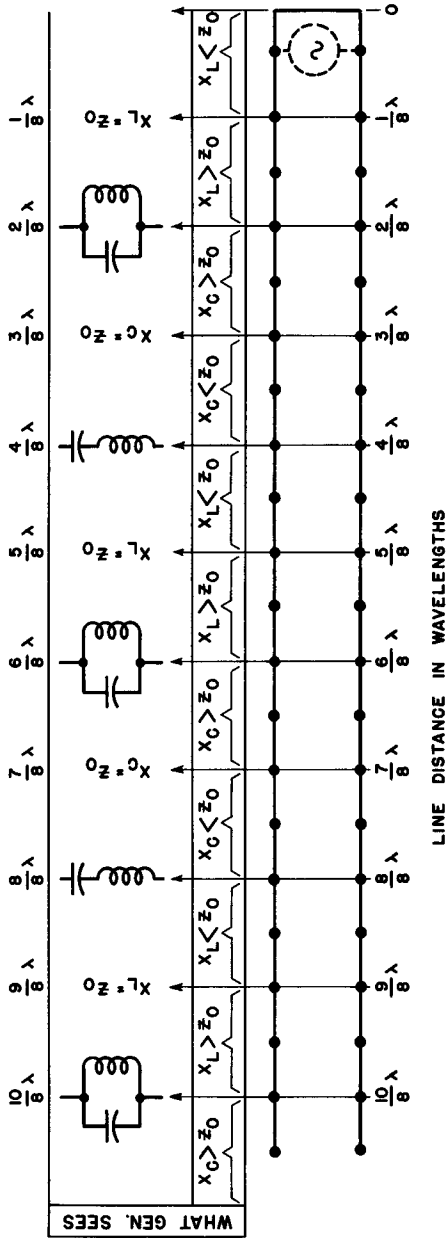 10/8 λ 9/8 λ 8/8 λ 7/8 λ 6/8 λ 5/8 λ 4/8 λ 3/8 λ 2/8 λ 1/8 λ
WHAT GEN. SEES
X_L = Z_0 X_C = Z_0 X_L = Z_0 X_C = Z_0 X_L = Z_0
X_C > Z_0 X_L > Z_0 X_L < Z_0 X_C < Z_0 X_C > Z_0 X_L > Z_0 X_L < Z_0 X_C < Z_0 X_C > Z_0 X_L > Z_0 X_L < Z_0
10/8 λ 9/8 λ 8/8 λ 7/8 λ 6/8 λ 5/8 λ 4/8 λ 3/8 λ 2/8 λ 1/8 λ 0
LINE DISTANCE IN WAVELENGTHS